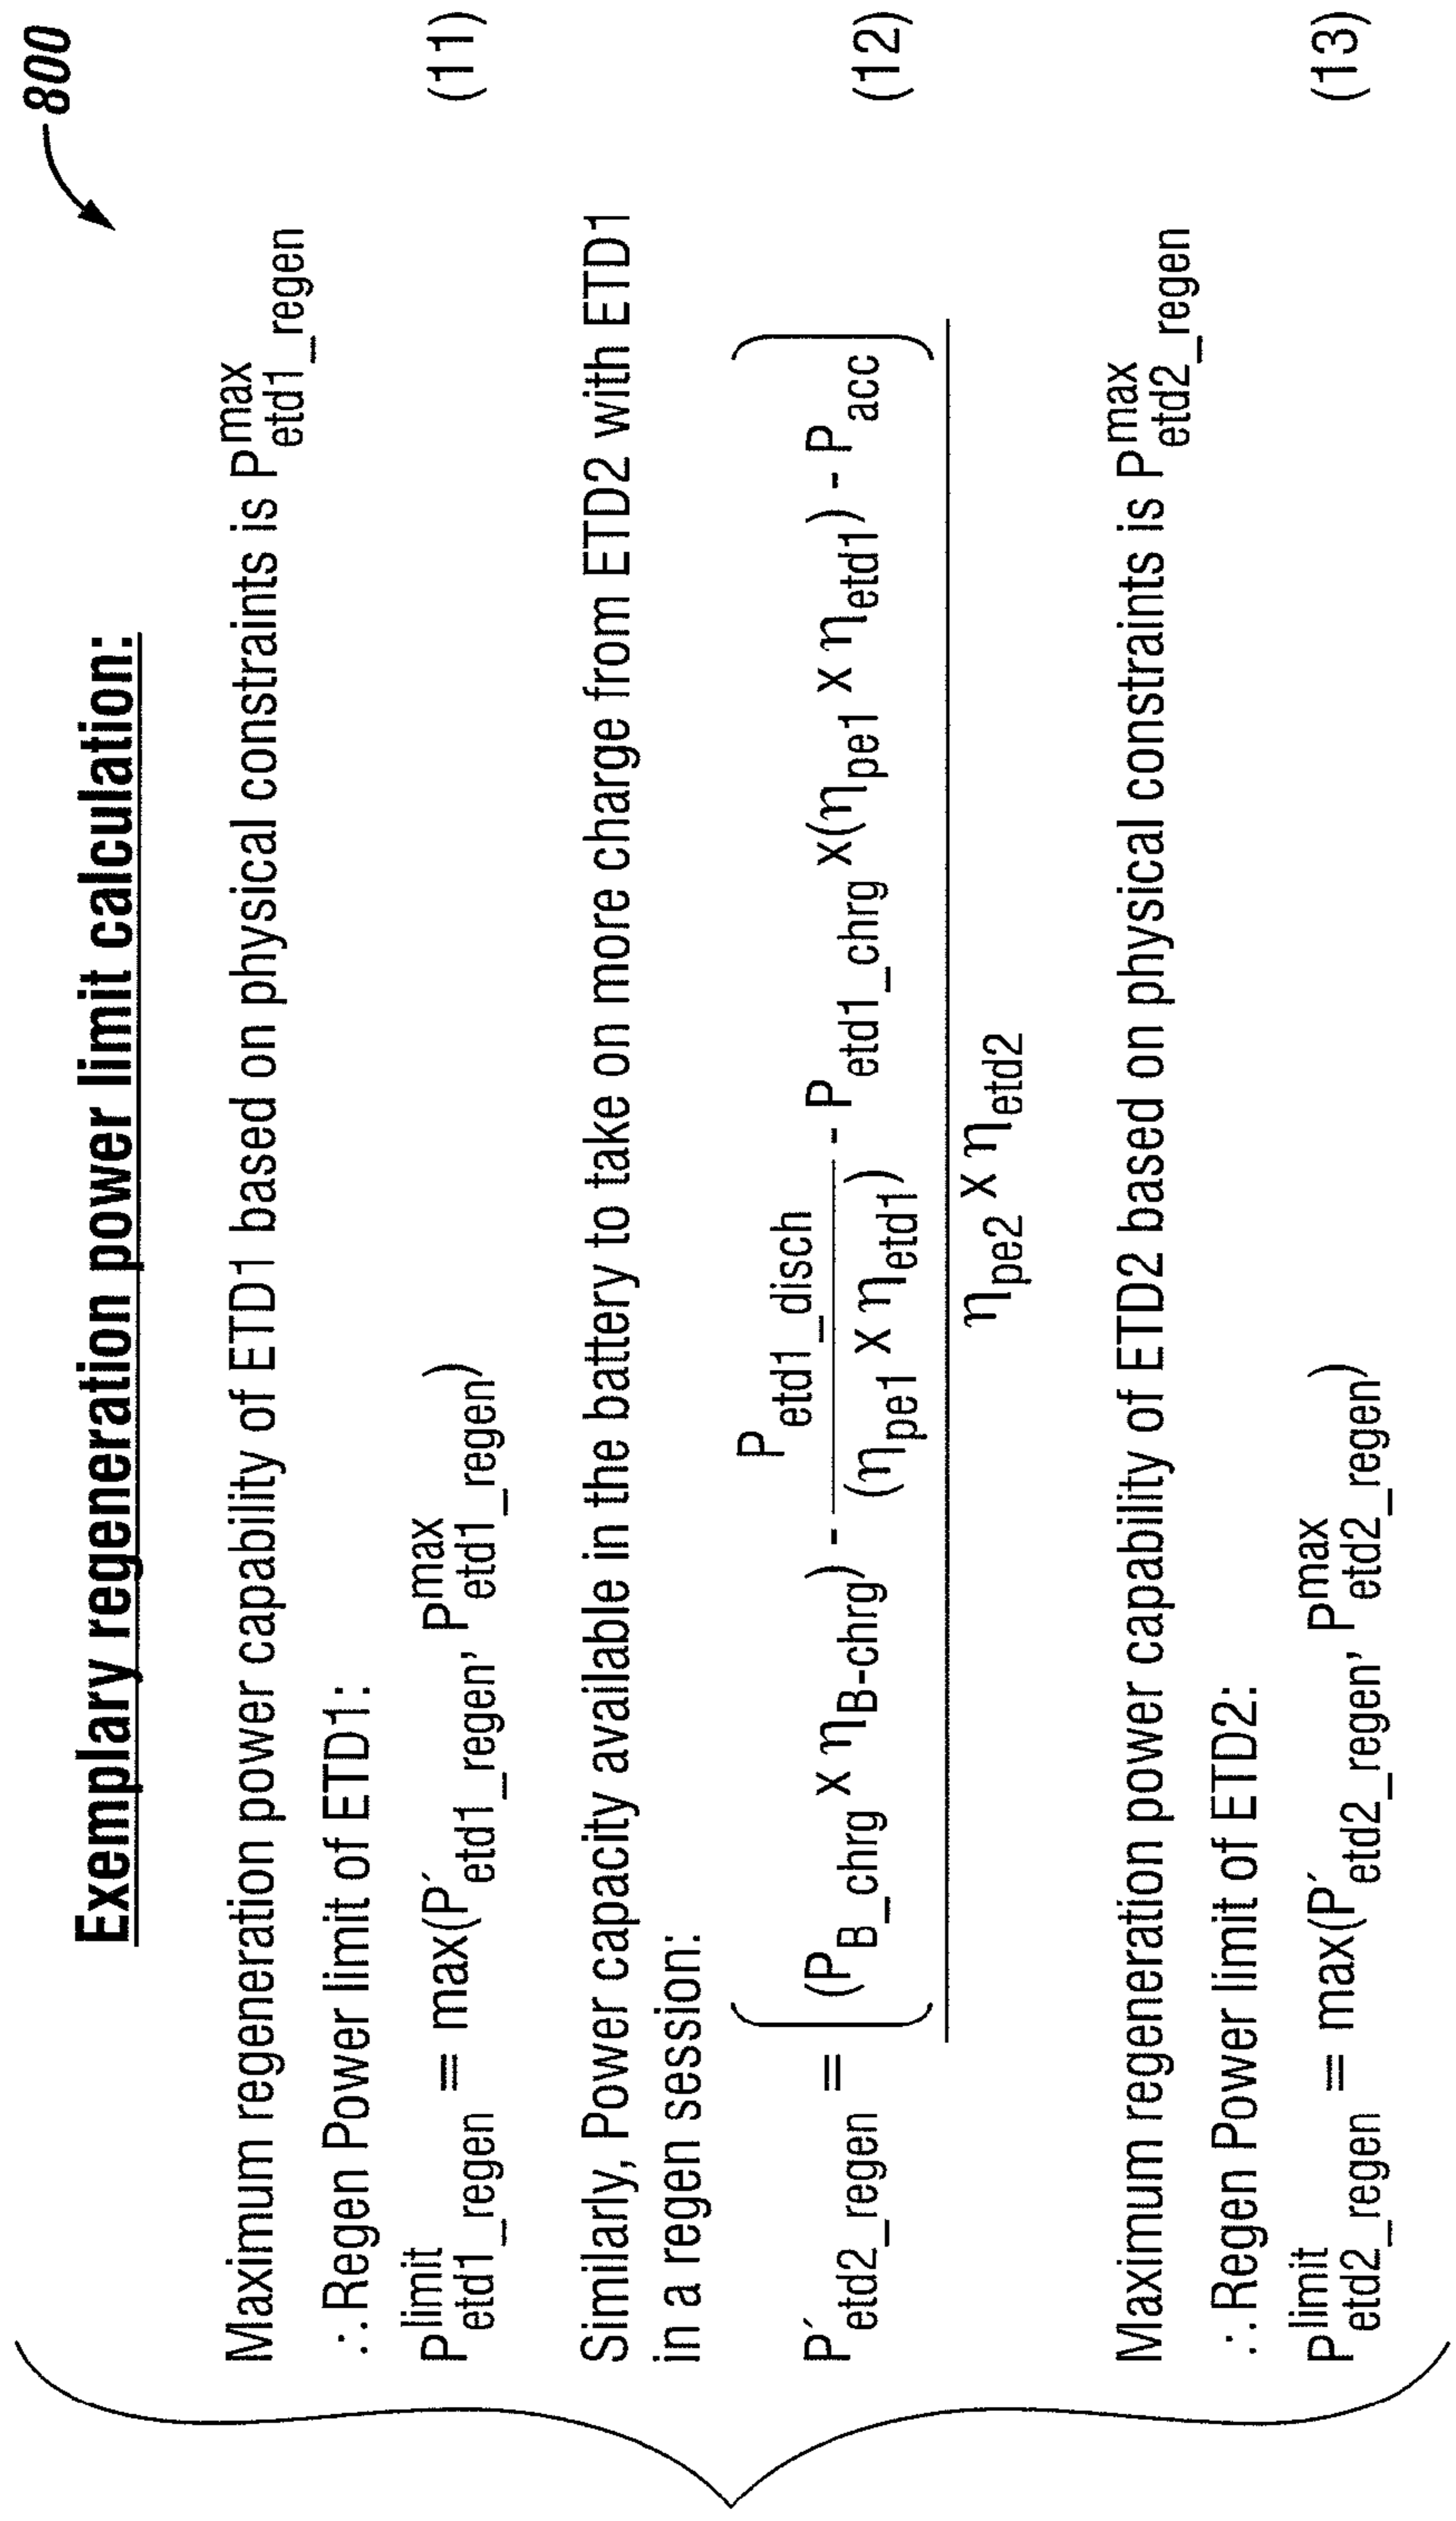 800
Exemplary regeneration power limit calculation:
Maximum regeneration power capability of ETD1 based on physical constraints is P^max_etd1_regen
∴ Regen Power limit of ETD1:
P^limit_etd1_regen = max(P′_etd1_regen, P^max_etd1_regen) (11)
Similarly, Power capacity available in the battery to take on more charge from ETD2 with ETD1
in a regen session:
P′_etd2_regen = [(P_B_chrg x η_B-chrg) - P_etd1_disch / (η_pe1 x η_etd1) - P_etd1_chrg x(η_pe1 x η_etd1) - P_acc] / η_pe2 x η_etd2 (12)
Maximum regeneration power capability of ETD2 based on physical constraints is P^max_etd2_regen
∴ Regen Power limit of ETD2:
P^limit_etd2_regen = max(P′_etd2_regen, P^max_etd2_regen) (13)